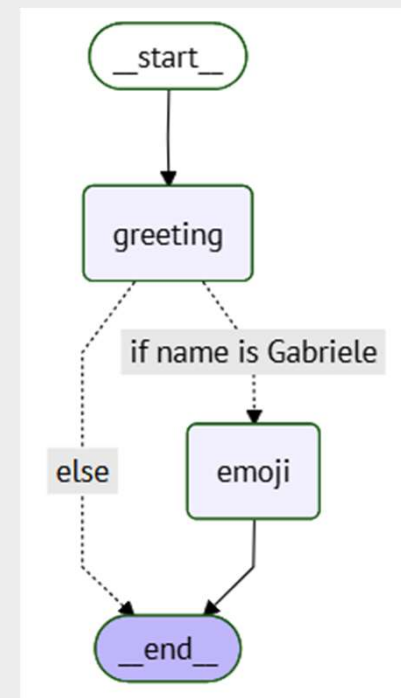 __start__
greeting
if name is Gabriele
else
emoji
__end__